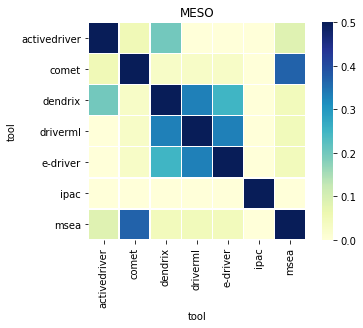 MESO
activedriver
comet
dendrix
driverml
e-driver
ipac
msea
tool
activedriver
comet
dendrix
driverml
e-driver
ipac
msea
tool
0.5
0.4
0.3
0.2
0.1
0.0